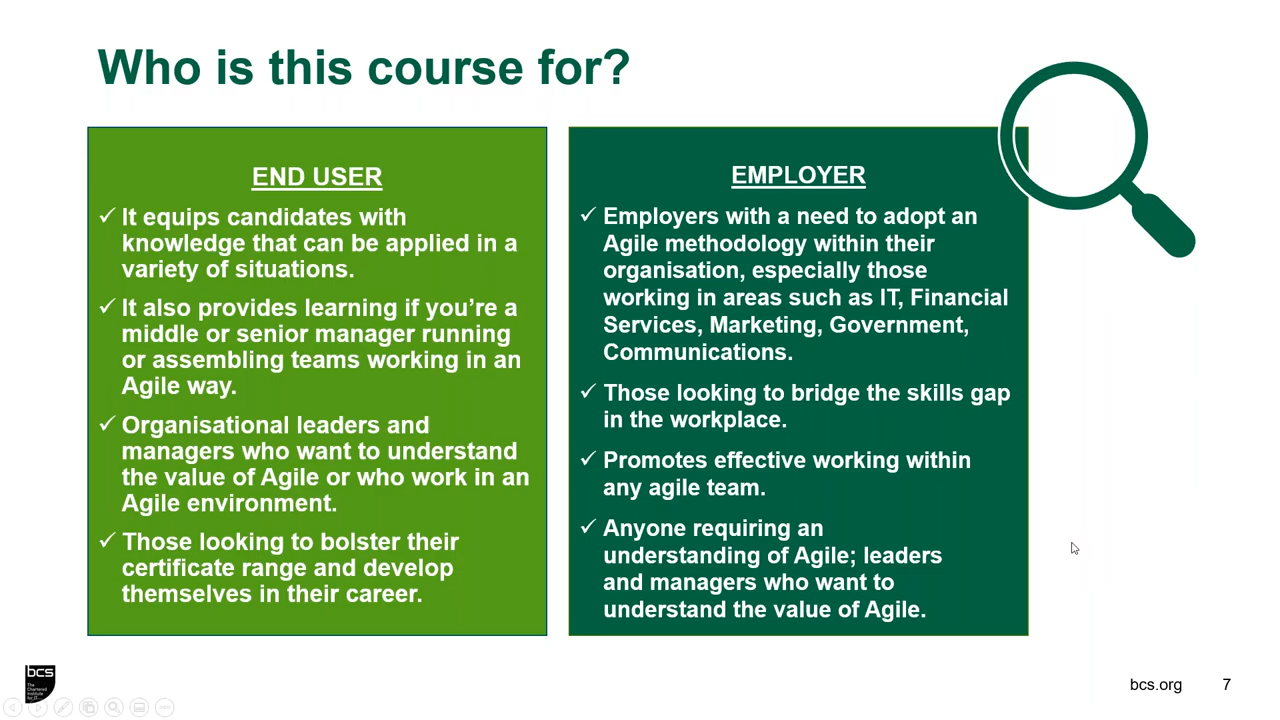 Who is this course for?
END USER
✓ It equips candidates with
knowledge that can be applied in a
variety of situations.
✓ It also provides learning if you’re a
middle or senior manager running
or assembling teams working in an
Agile way.
✓ Organisational leaders and
managers who want to understand
the value of Agile or who work in an
Agile environment.
✓ Those looking to bolster their
certificate range and develop
themselves in their career.
EMPLOYER
✓ Employers with a need to adopt an
Agile methodology within their
organisation, especially those
working in areas such as IT, Financial
Services, Marketing, Government,
Communications.
✓ Those looking to bridge the skills gap
in the workplace.
✓ Promotes effective working within
any agile team.
✓ Anyone requiring an
understanding of Agile; leaders
and managers who want to
understand the value of Agile.
bcs
The
Chartered
Institute
for IT
bcs.org
7